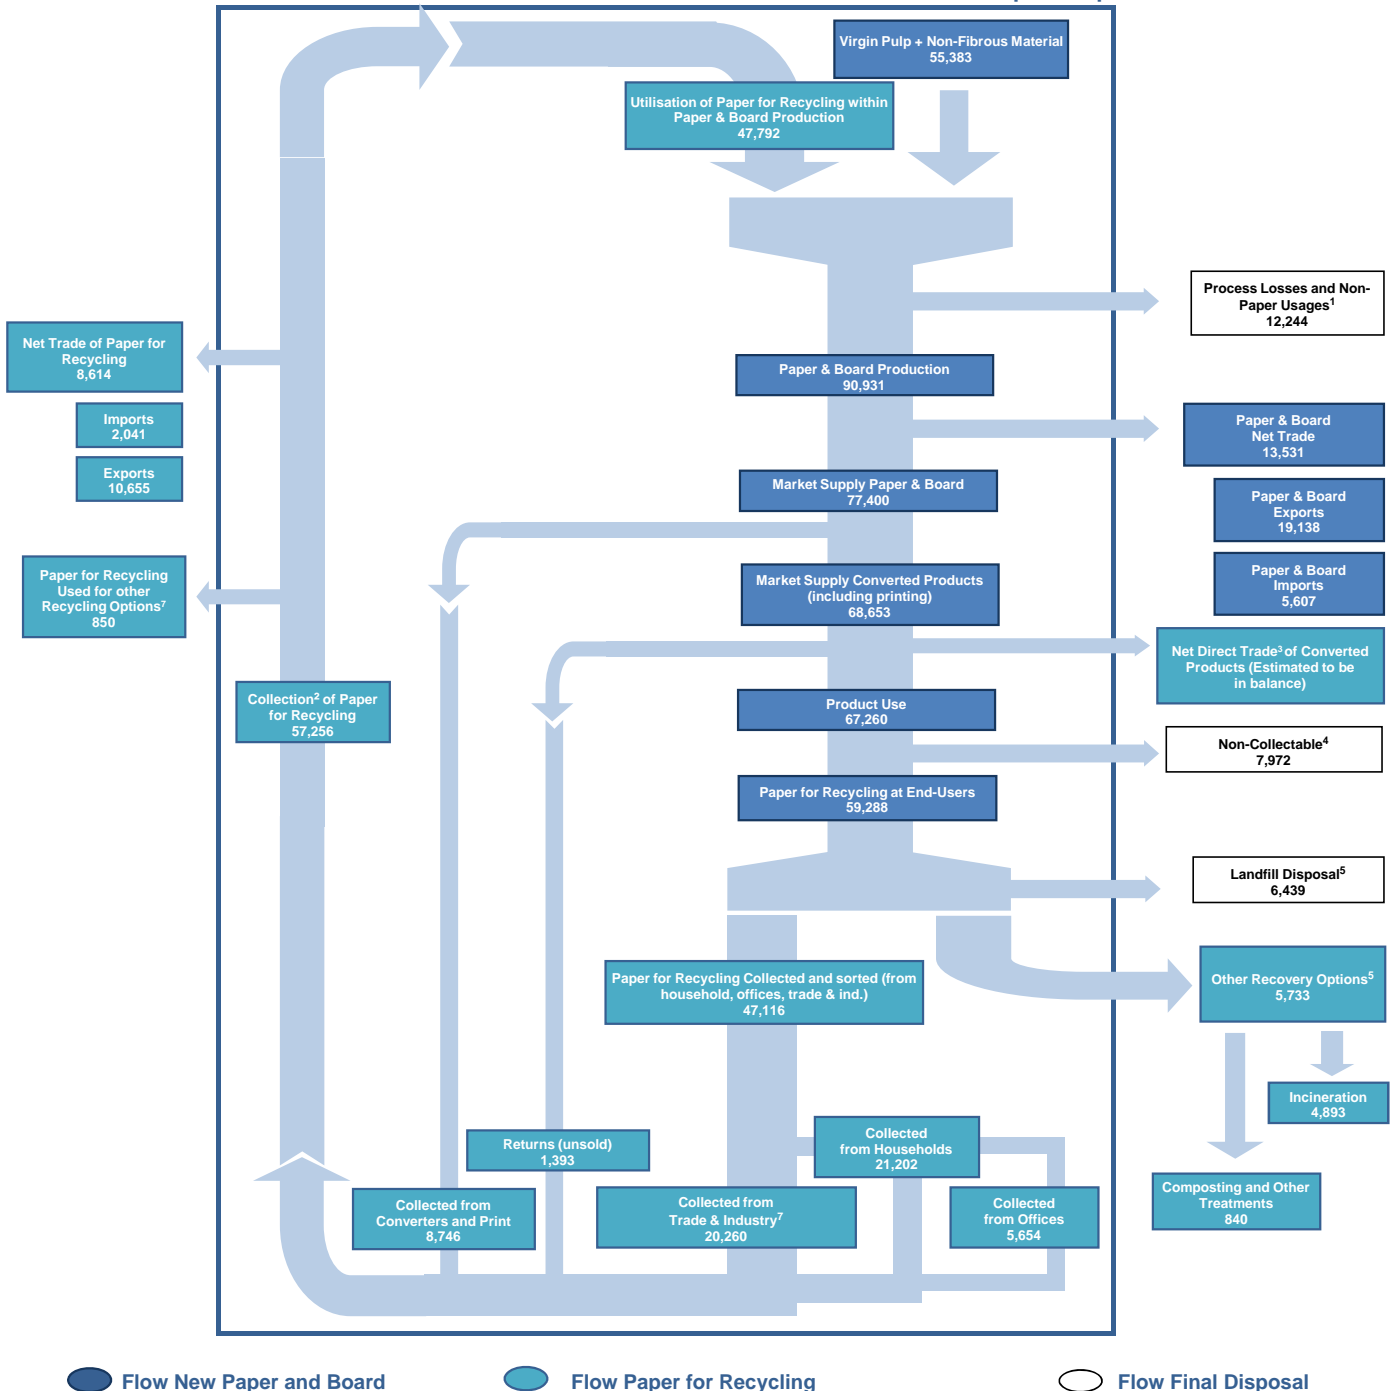 Virgin Pulp + Non-Fibrous Material
55,383
Utilisation of Paper for Recycling within
Paper & Board Production
47,792
Process Losses and Non-
Paper Usages1
12,244
Net Trade of Paper for
Recycling
8,614
Paper & Board Production
90,931
Imports
2,041
Paper & Board
Net Trade
13,531
Exports
10,655
Market Supply Paper & Board
77,400
Paper & Board
Exports
19,138
Paper for Recycling
Used for other
Recycling Options7
850
Market Supply Converted Products
(including printing)
68,653
Paper & Board
Imports
5,607
Net Direct Trade3 of Converted
Products (Estimated to be
in balance)
Collection2 of Paper
for Recycling
57,256
Product Use
67,260
Non-Collectable4
7,972
Paper for Recycling at End-Users
59,288
Landfill Disposal5
6,439
Paper for Recycling Collected and sorted (from
household, offices, trade & ind.)
47,116
Other Recovery Options5
5,733
Incineration
4,893
Returns (unsold)
1,393
Collected
from Households
21,202
Collected from
Converters and Print
8,746
Collected from
Trade & Industry7
20,260
Collected
from Offices
5,654
Composting and Other
Treatments
840
Flow New Paper and Board
Flow Paper for Recycling
Flow Final Disposal